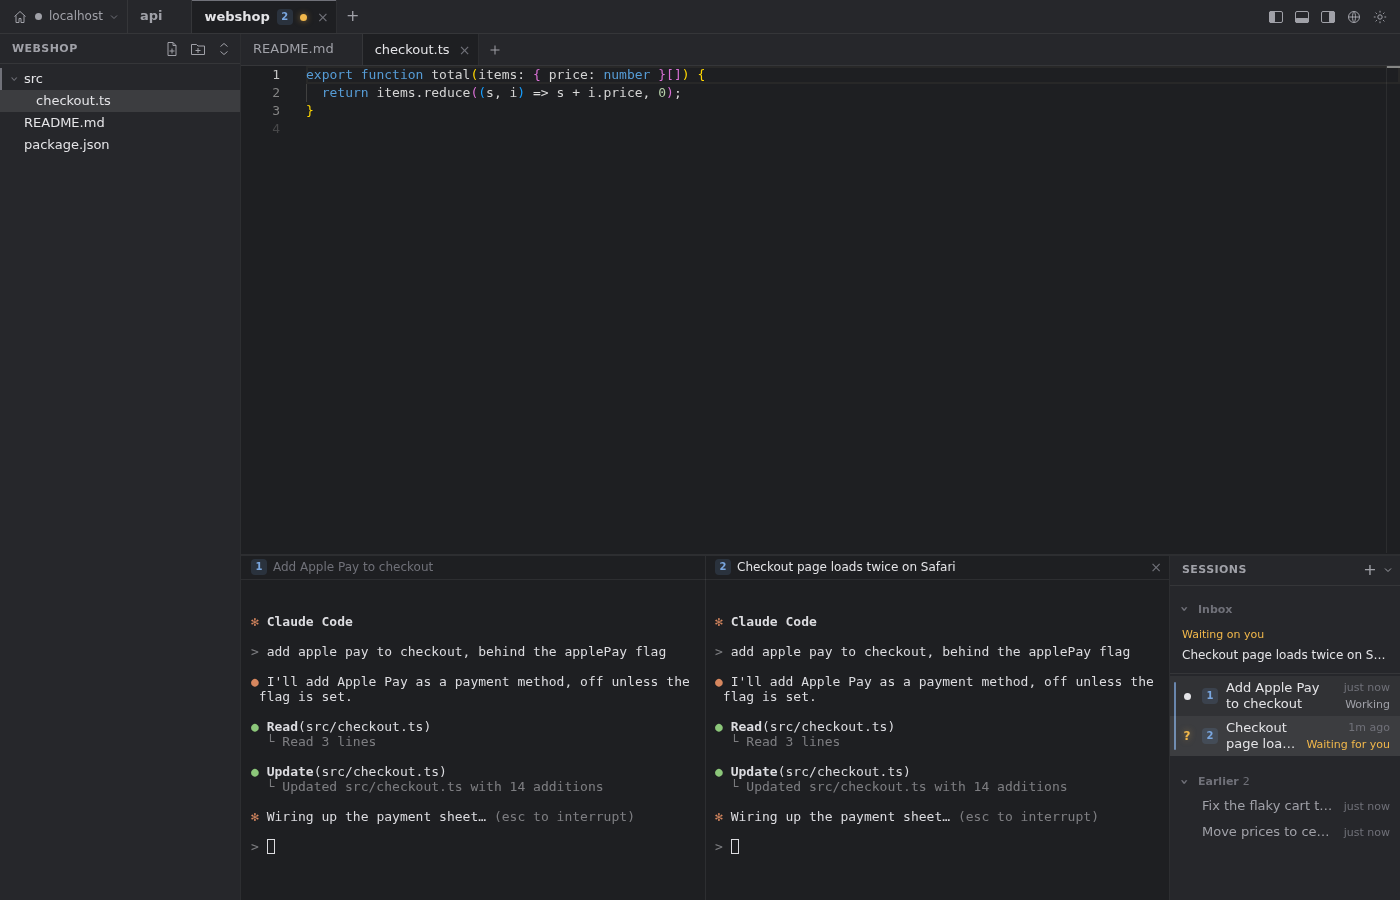 localhost
api
webshop 2
WEBSHOP
src
checkout.ts
README.md
package.json
README.md
checkout.ts
1 export function total(items: { price: number }[]) {
2 return items.reduce((s, i) => s + i.price, 0);
3 }
4
1 Add Apple Pay to checkout
✻ Claude Code
> add apple pay to checkout, behind the applePay flag
● I'll add Apple Pay as a payment method, off unless the
flag is set.
● Read(src/checkout.ts)
└ Read 3 lines
● Update(src/checkout.ts)
└ Updated src/checkout.ts with 14 additions
✻ Wiring up the payment sheet… (esc to interrupt)
>
2 Checkout page loads twice on Safari
✻ Claude Code
> add apple pay to checkout, behind the applePay flag
● I'll add Apple Pay as a payment method, off unless the
flag is set.
● Read(src/checkout.ts)
└ Read 3 lines
● Update(src/checkout.ts)
└ Updated src/checkout.ts with 14 additions
✻ Wiring up the payment sheet… (esc to interrupt)
>
SESSIONS
Inbox
Waiting on you
Checkout page loads twice on S…
1 Add Apple Pay just now
to checkout Working
? 2 Checkout 1m ago
page loa… Waiting for you
Earlier 2
Fix the flaky cart t… just now
Move prices to ce… just now